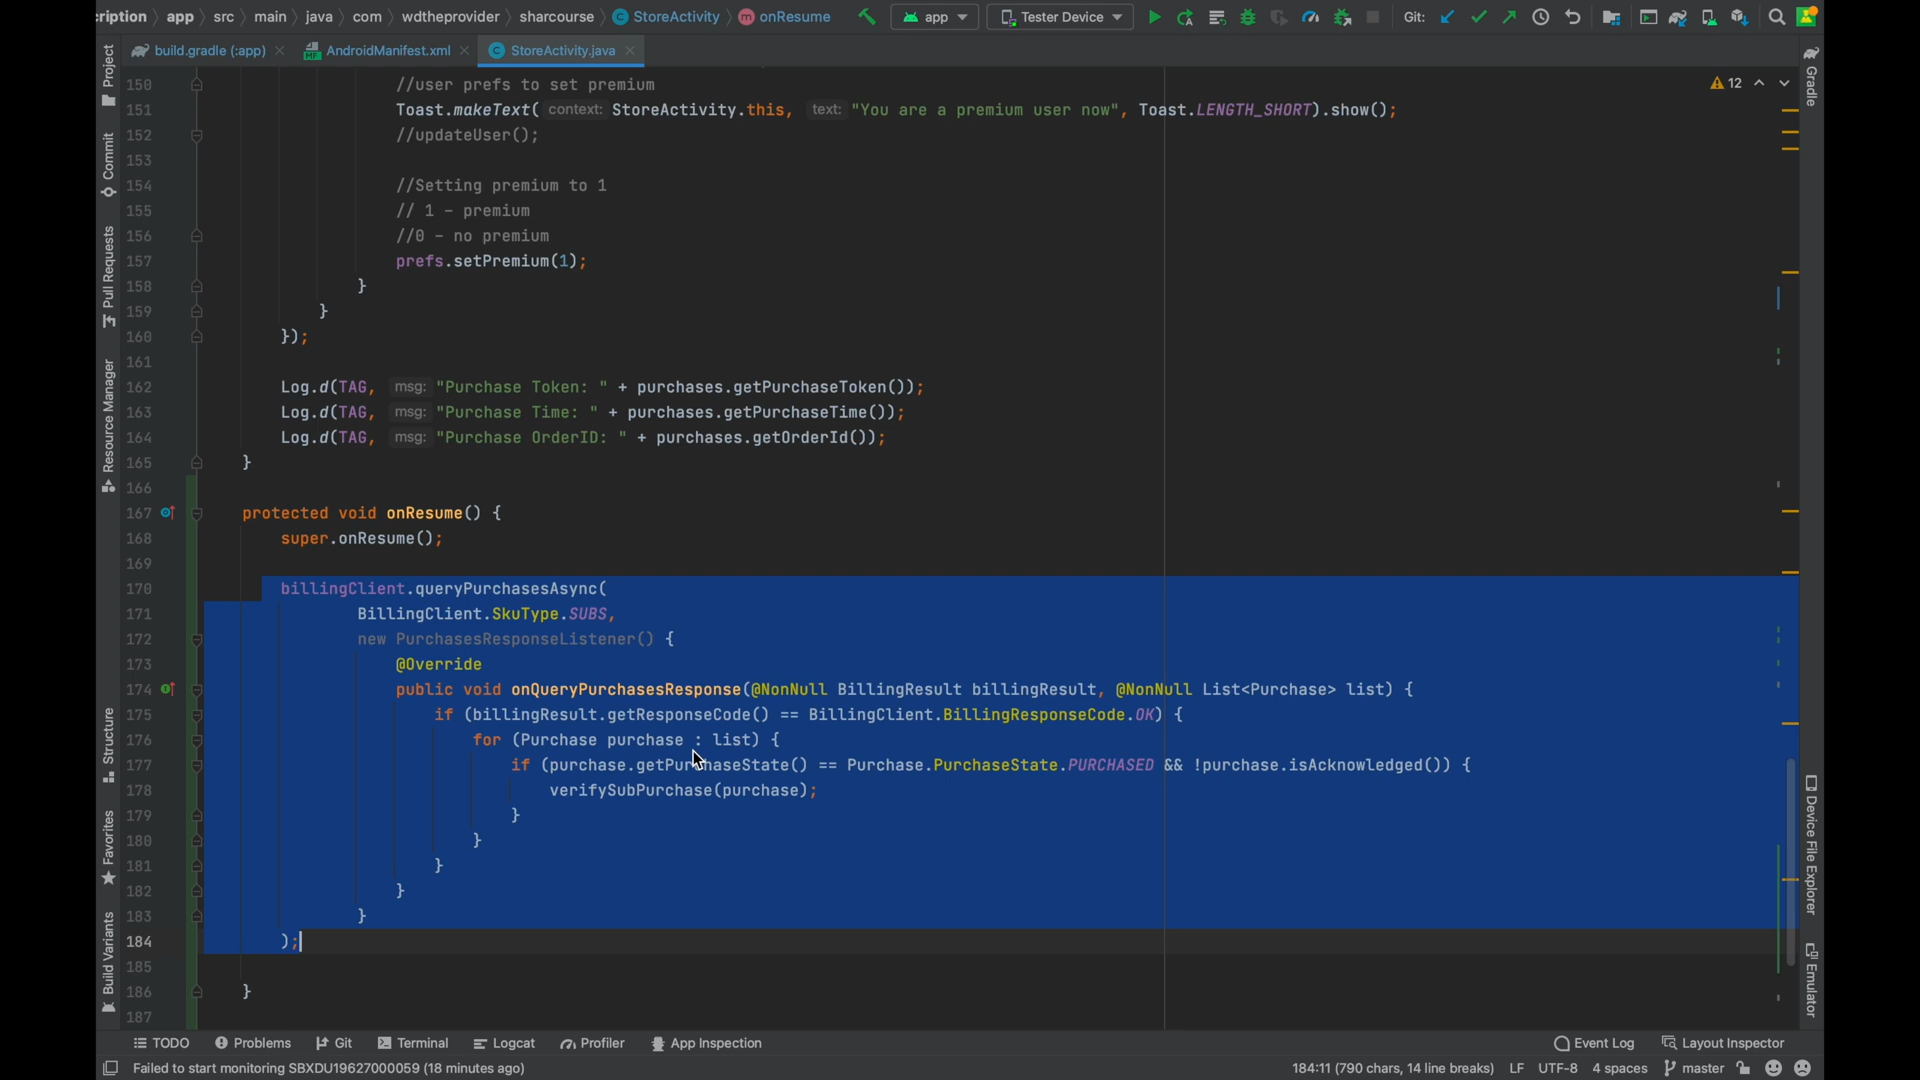 cription > app > src > main > java > com > wdtheprovider > sharcourse > StoreActivity > onResume
app
Tester Device
Git:
build.gradle (:app)
AndroidManifest.xml
StoreActivity.java
12
Project
Commit
Pull Requests
Resource Manager
Structure
Favorites
Build Variants
Gradle
Device File Explorer
Emulator
150 //user prefs to set premium
151 Toast.makeText( context: StoreActivity.this, text: "You are a premium user now", Toast.LENGTH_SHORT).show();
152 //updateUser();
153
154 //Setting premium to 1
155 // 1 - premium
156 //0 - no premium
157 prefs.setPremium(1);
158 }
159 }
160 });
161
162 Log.d(TAG, msg: "Purchase Token: " + purchases.getPurchaseToken());
163 Log.d(TAG, msg: "Purchase Time: " + purchases.getPurchaseTime());
164 Log.d(TAG, msg: "Purchase OrderID: " + purchases.getOrderId());
165 }
166
167 protected void onResume() {
168 super.onResume();
169
170 billingClient.queryPurchasesAsync(
171 BillingClient.SkuType.SUBS,
172 new PurchasesResponseListener() {
173 @Override
174 public void onQueryPurchasesResponse(@NonNull BillingResult billingResult, @NonNull List<Purchase> list) {
175 if (billingResult.getResponseCode() == BillingClient.BillingResponseCode.OK) {
176 for (Purchase purchase : list) {
177 if (purchase.getPurchaseState() == Purchase.PurchaseState.PURCHASED && !purchase.isAcknowledged()) {
178 verifySubPurchase(purchase);
179 }
180 }
181 }
182 }
183 }
184 );
185
186 }
187
TODO
Problems
Git
Terminal
Logcat
Profiler
App Inspection
Event Log
Layout Inspector
Failed to start monitoring SBXDU19627000059 (18 minutes ago)
184:11 (790 chars, 14 line breaks)
LF
UTF-8
4 spaces
master